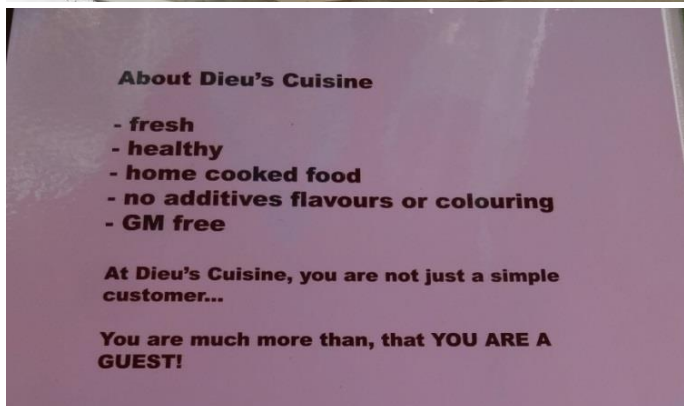 About Dieu's Cuisine
- fresh
- healthy
- home cooked food
- no additives flavours or colouring
- GM free
At Dieu's Cuisine, you are not just a simple
customer...
You are much more than, that YOU ARE A
GUEST!